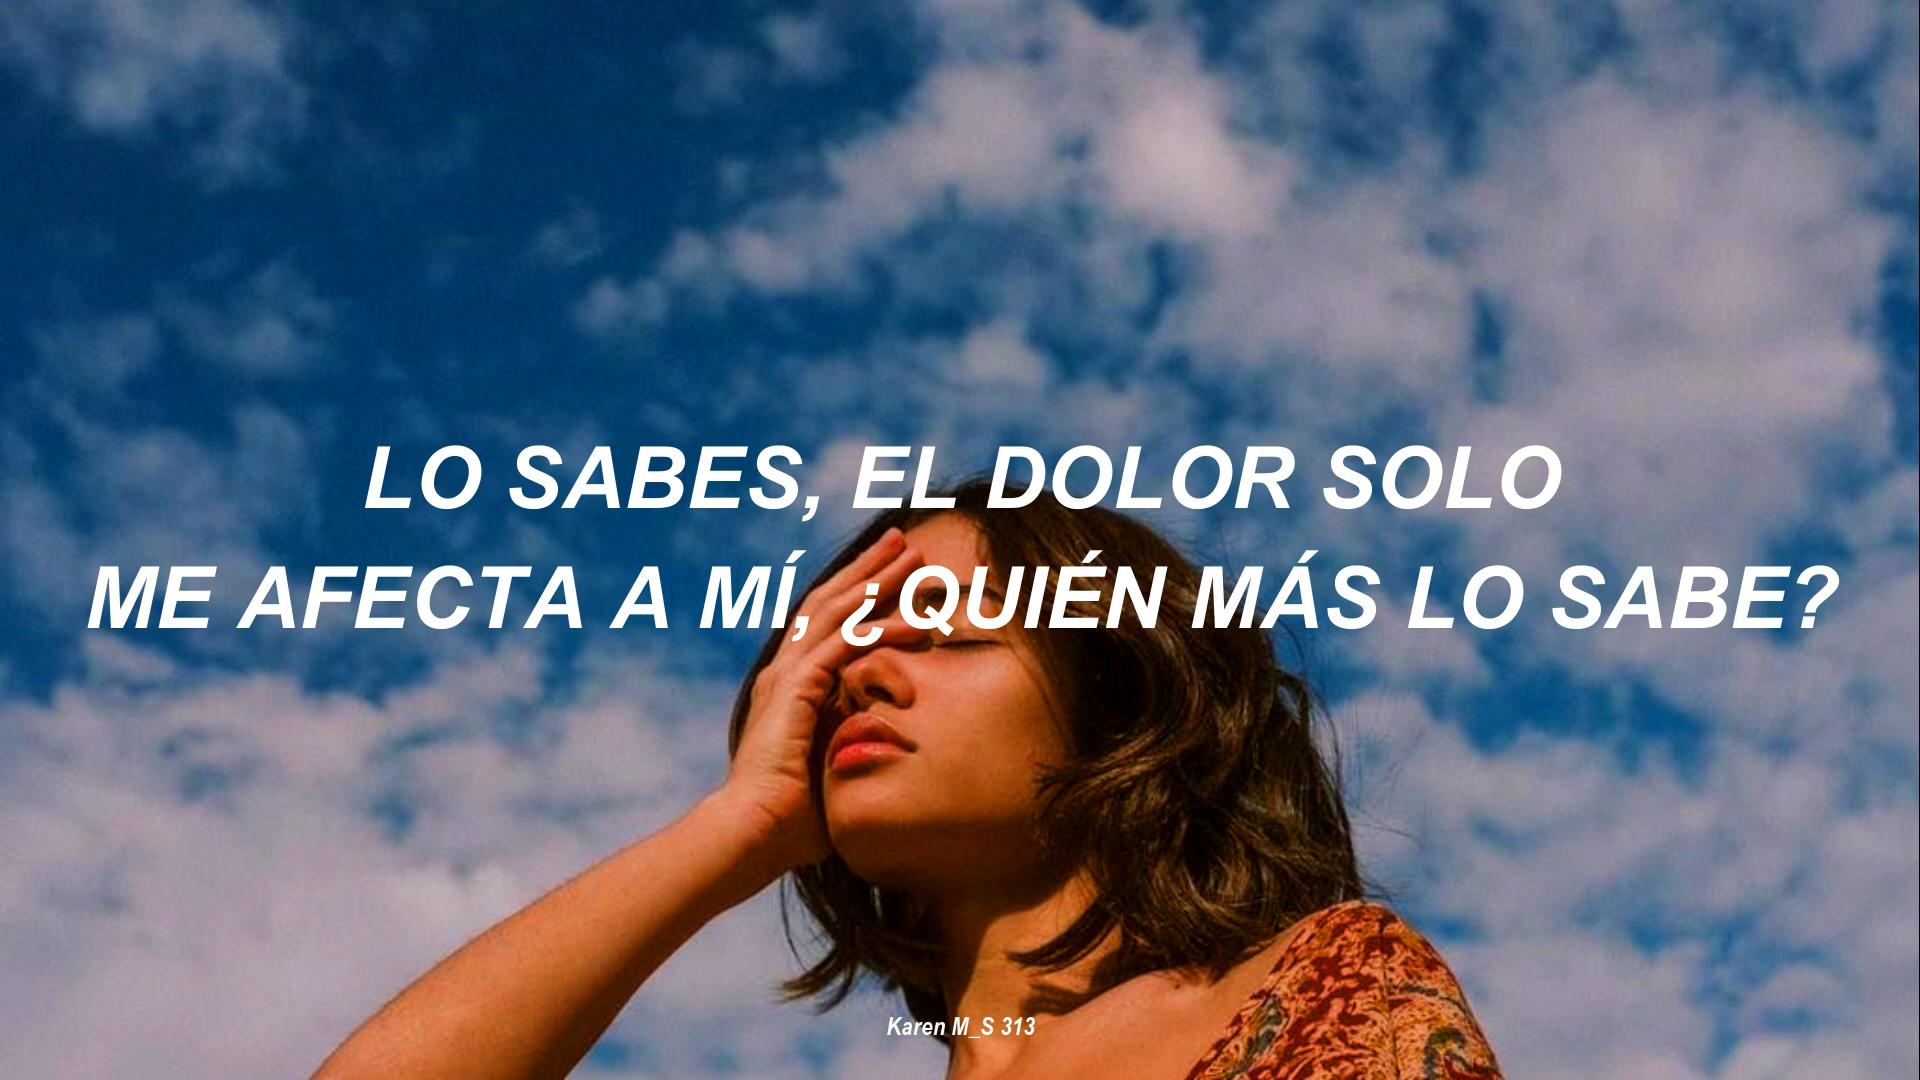 LO SABES, EL DOLOR SOLO
ME AFECTA A MÍ, ¿QUIÉN MÁS LO SABE?
Karen M_S 313